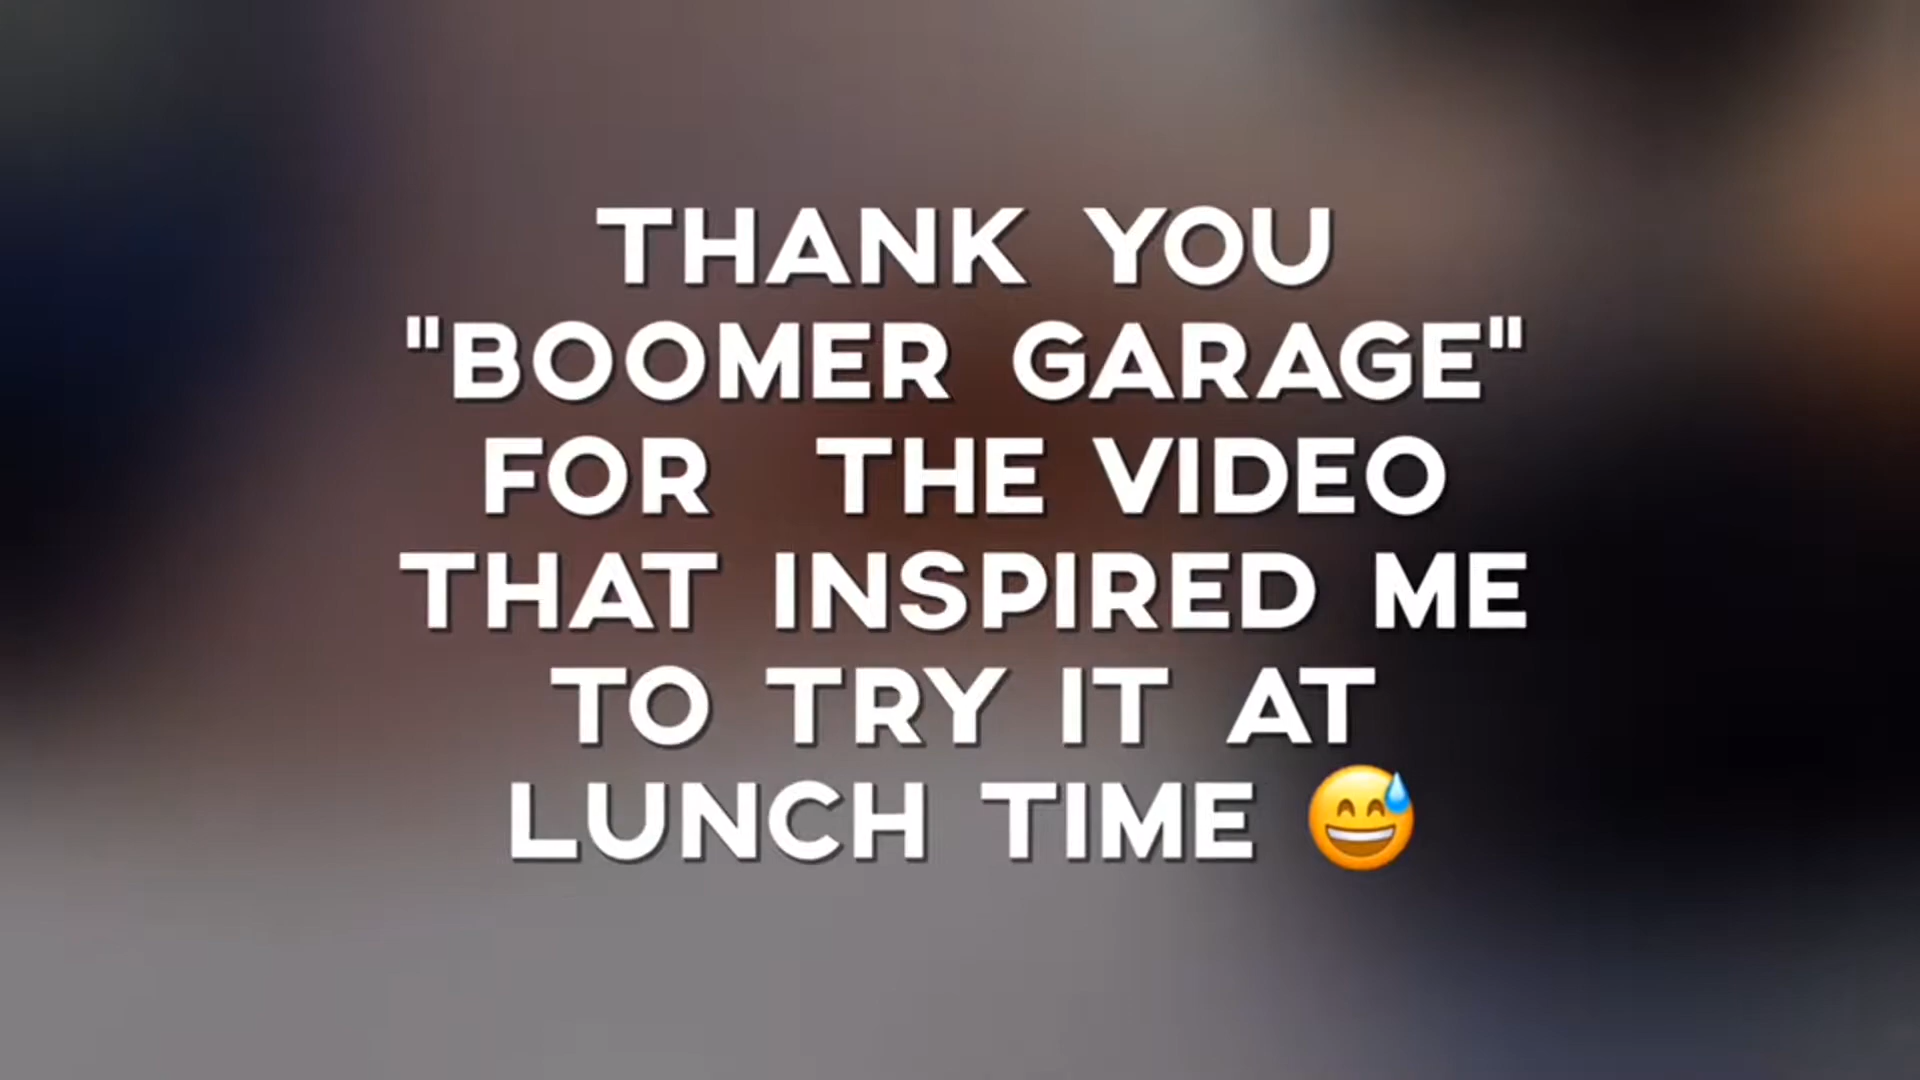 THANK YOU
"BOOMER GARAGE"
FOR THE VIDEO
THAT INSPIRED ME
TO TRY IT AT
LUNCH TIME 😅